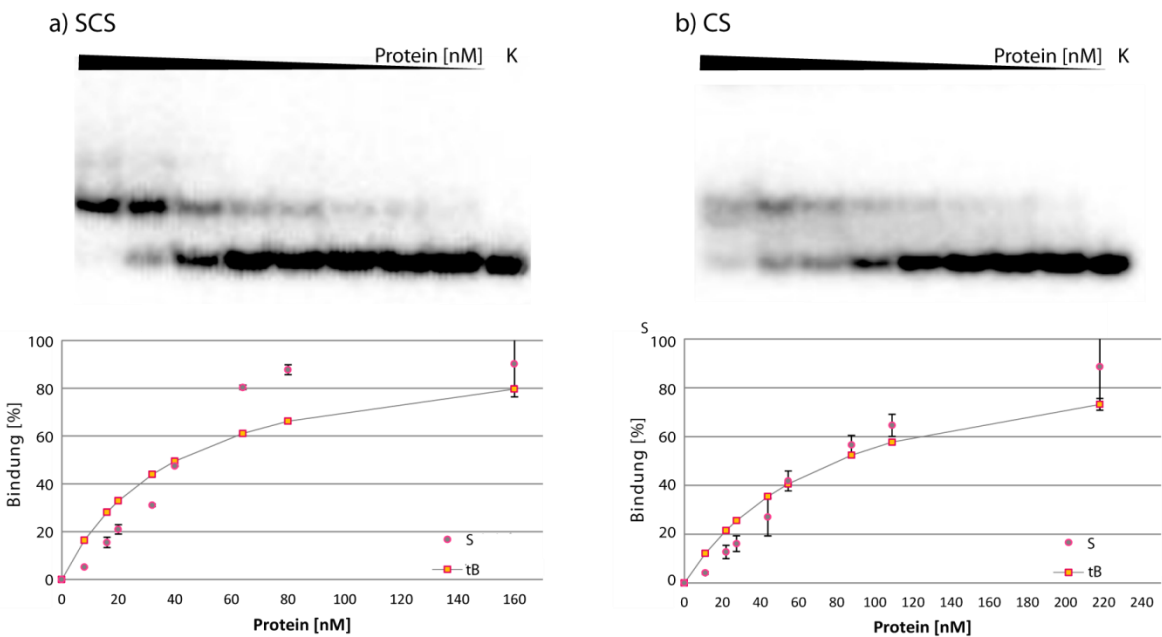 a) SCS
Protein [nM] K
b) CS
Protein [nM] K
100
80
60
40
20
0
Bindung [%]
S
tB
0 20 40 60 80 100 120 140 160
Protein [nM]
S
100
80
60
40
20
0
Bindung [%]
S
tB
0 20 40 60 80 100 120 140 160 180 200 220 240
Protein [nM]